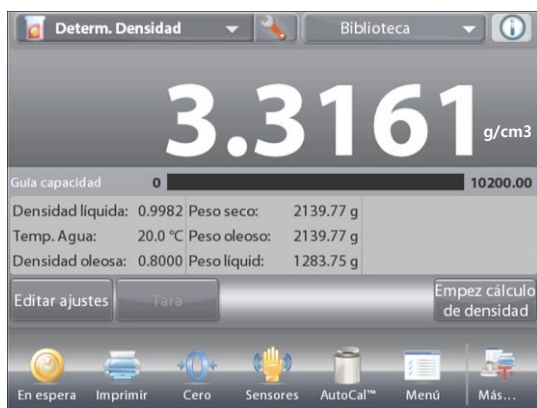 Determ. Densidad
Biblioteca
3.3161 g/cm3
Guía capacidad 0 10200.00
Densidad líquida: 0.9982 Peso seco: 2139.77 g
Temp. Agua: 20.0 °C Peso oleoso: 2139.77 g
Densidad oleosa: 0.8000 Peso líquid: 1283.75 g
Editar ajustes
Tara
Empez cálculo
de densidad
En espera Imprimir Cero Sensores AutoCal™ Menú Más...